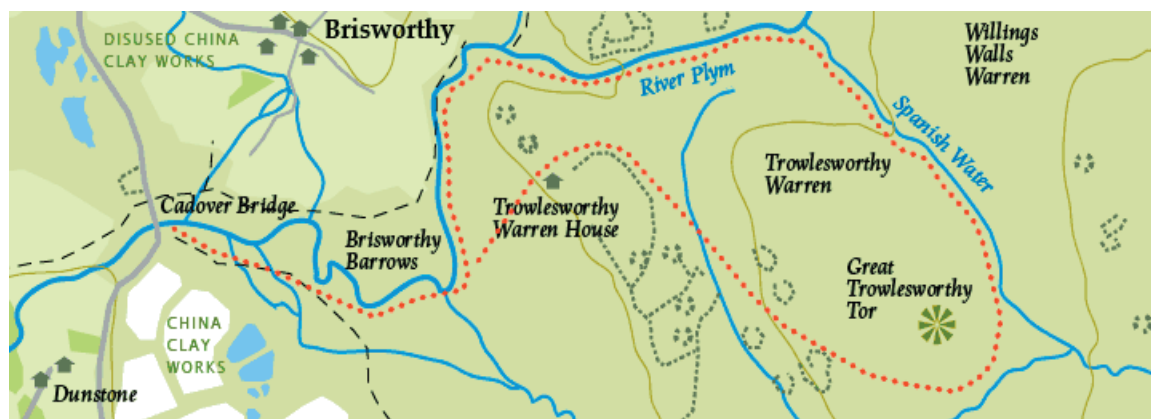 Brisworthy
DISUSED CHINA
CLAY WORKS
Willings
Walls
Warren
River Plym
Spanish Water
Trowlesworthy
Warren
Cadover Bridge
Trowlesworthy
Warren House
Brisworthy
Barrows
Great
Trowlesworthy
Tor
CHINA
CLAY
WORKS
Dunstone